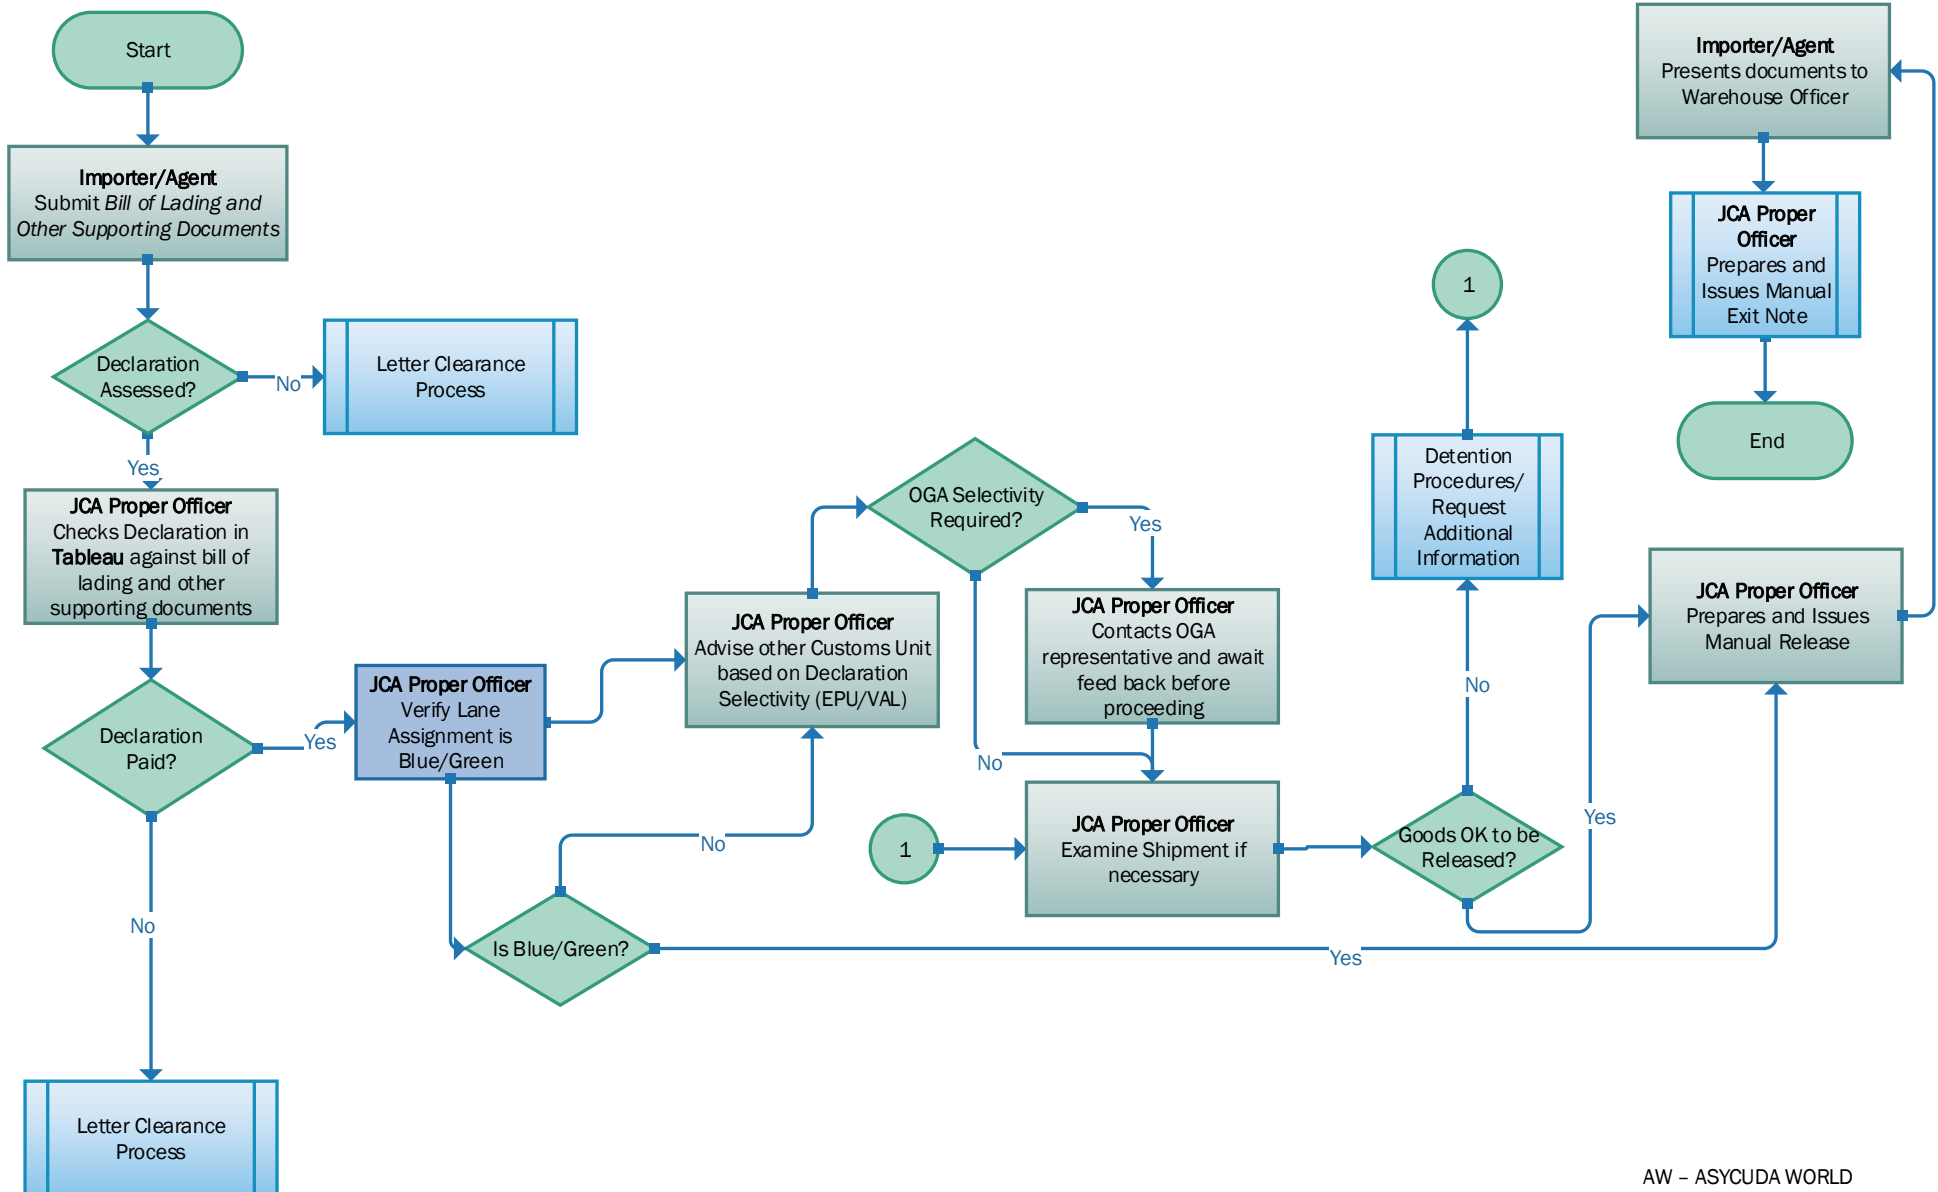 Start
Importer/Agent
Submit Bill of Lading and
Other Supporting Documents
Declaration
Assessed?
No
Letter Clearance
Process
Yes
JCA Proper Officer
Checks Declaration in
Tableau against bill of
lading and other
supporting documents
Declaration
Paid?
Yes
No
Letter Clearance
Process
JCA Proper Officer
Verify Lane
Assignment is
Blue/Green
Is Blue/Green?
No
Yes
JCA Proper Officer
Advise other Customs Unit
based on Declaration
Selectivity (EPU/VAL)
OGA Selectivity
Required?
Yes
No
JCA Proper Officer
Contacts OGA
representative and await
feed back before
proceeding
1
JCA Proper Officer
Examine Shipment if
necessary
Goods OK to be
Released?
No
Yes
Detention
Procedures/
Request
Additional
Information
1
JCA Proper Officer
Prepares and Issues
Manual Release
Importer/Agent
Presents documents to
Warehouse Officer
JCA Proper
Officer
Prepares and
Issues Manual
Exit Note
End
AW – ASYCUDA WORLD